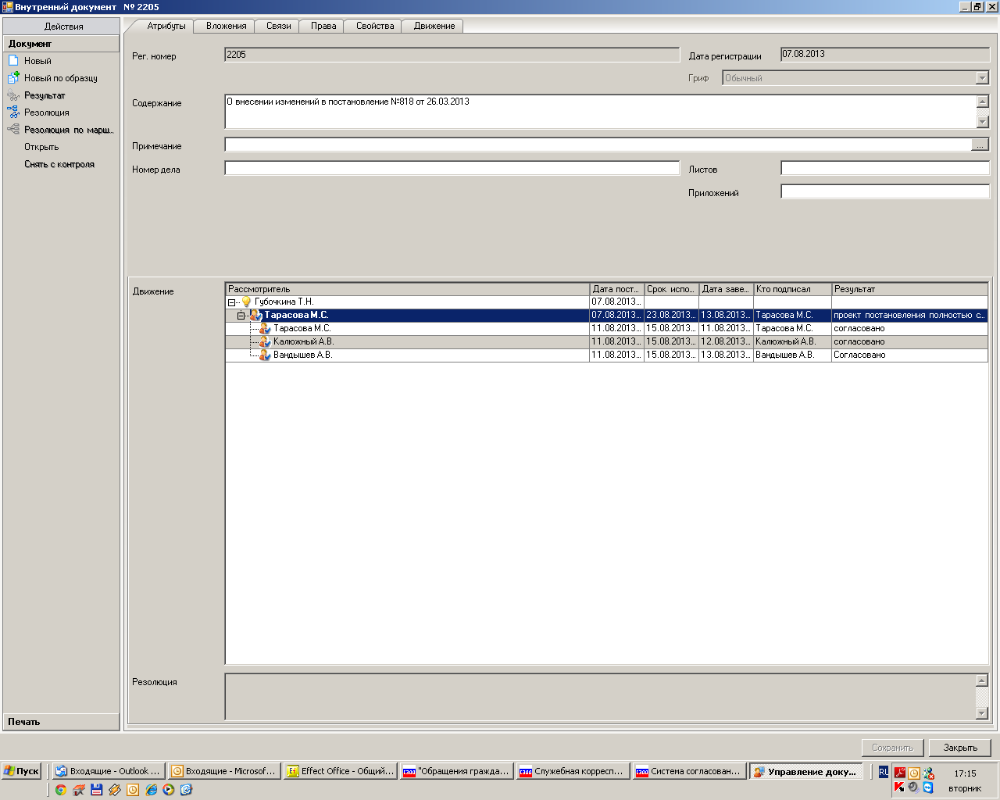 Внутренний документ № 2205
Действия
Документ
Новый
Новый по образцу
Результат
Резолюция
Резолюция по марш...
Открыть
Снять с контроля
Печать
Атрибуты Вложения Связи Права Свойства Движение
Рег. номер 2205 Дата регистрации 07.08.2013
Гриф Обычный
Содержание О внесении изменений в постановление №818 от 26.03.2013
Примечание ...
Номер дела Листов
Приложений
Движение
Рассмотритель Дата пост... Срок испо... Дата заве... Кто подписал Результат
Губочкина Т.Н. 07.08.2013...
Тарасова М.С. 07.08.2013... 23.08.2013... 13.08.2013... Тарасова М.С. проект постановления полностью с...
Тарасова М.С. 11.08.2013... 15.08.2013... 11.08.2013... Тарасова М.С. согласовано
Калюжный А.В. 11.08.2013... 15.08.2013... 12.08.2013... Калюжный А.В. согласовано
Вандышев А.В. 11.08.2013... 15.08.2013... 13.08.2013... Вандышев А.В. Согласовано
Резолюция
Сохранить Закрыть
Пуск Входящие - Outlook ... Входящие - Microsof... Effect Office - Общий... "Обращения гражда... Служебная корресп... Система согласован... Управление доку... RU 17:15
вторник